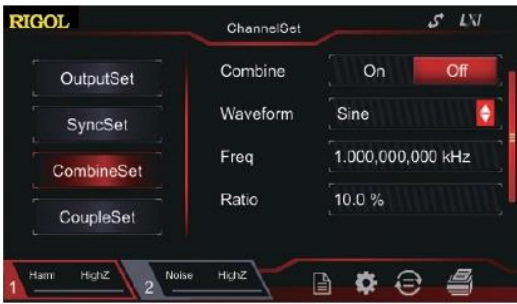 RIGOL
ChannelSet
LXI
OutputSet
SyncSet
CombineSet
CoupleSet
Combine On Off
Waveform Sine
Freq 1.000,000,000 kHz
Ratio 10.0 %
1 Harm HighZ
2 Noise HighZ